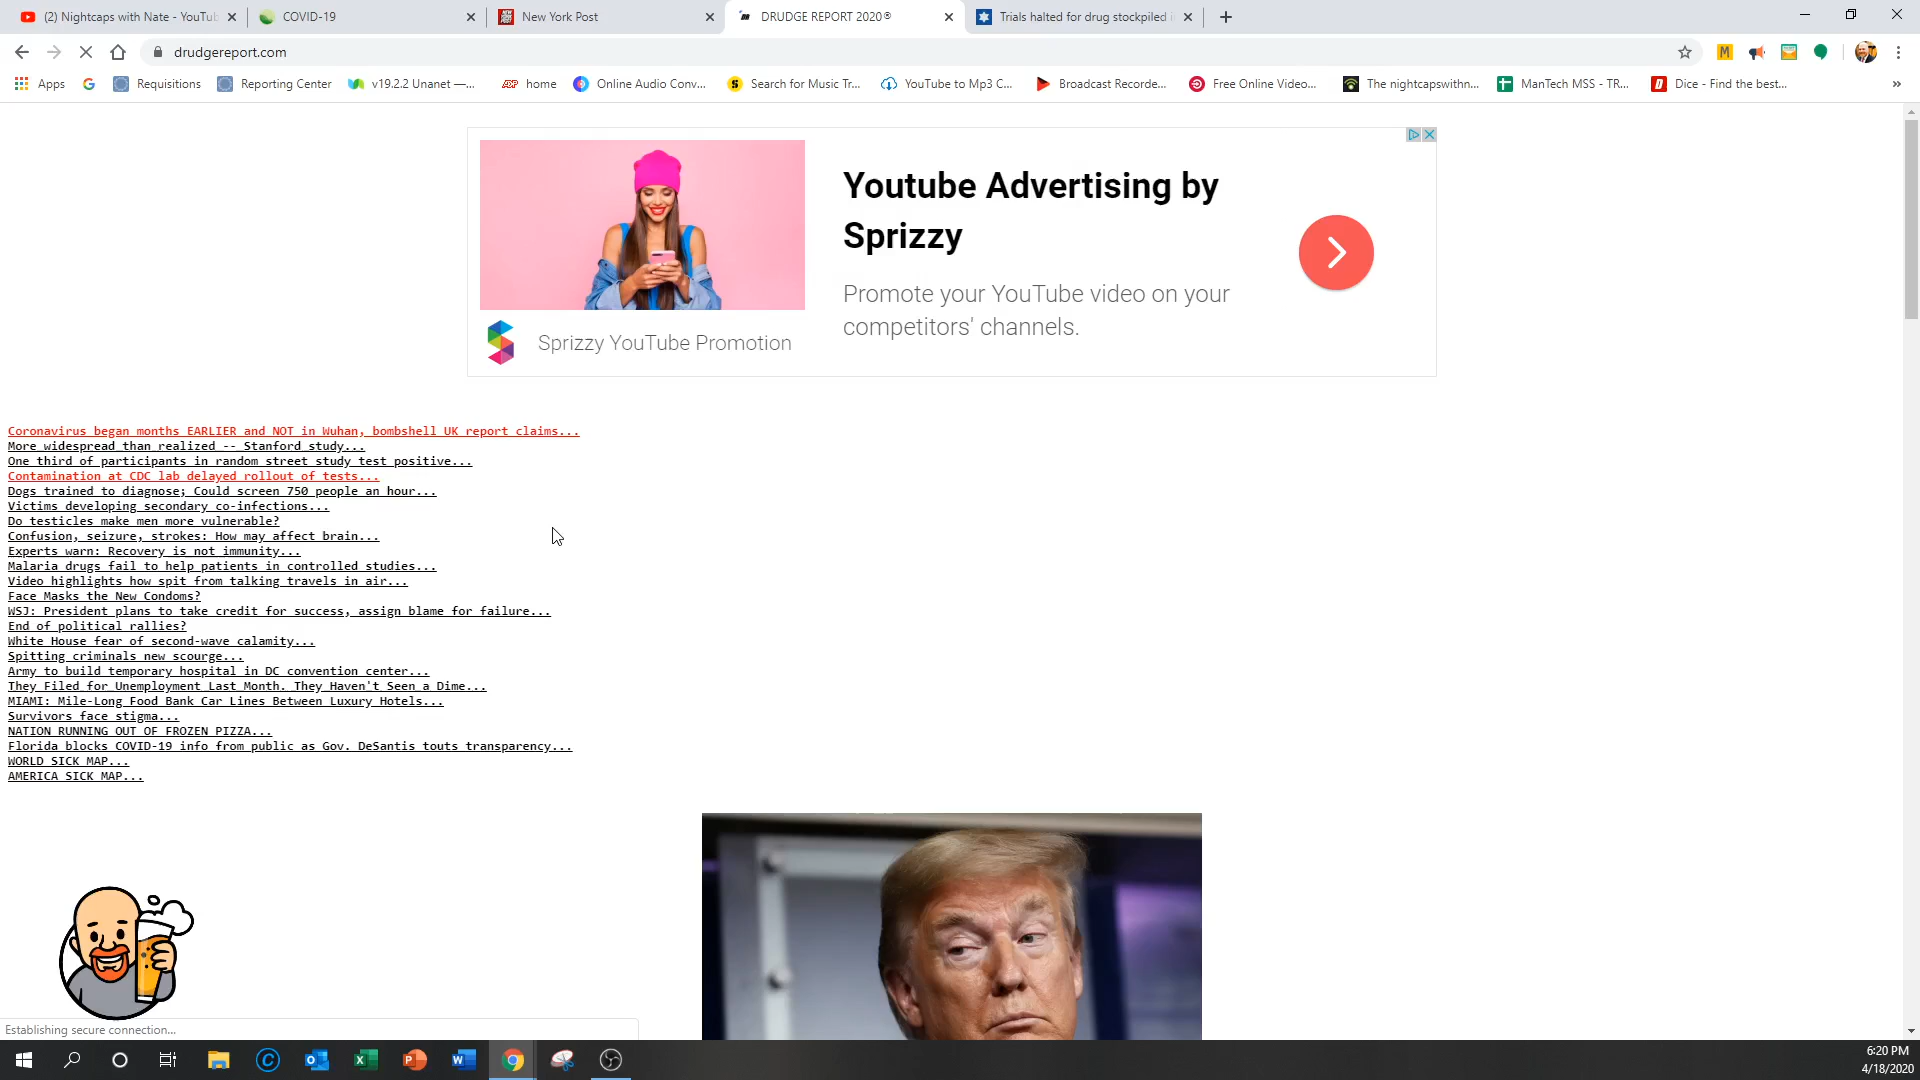 (2) Nightcaps with Nate - YouTub
COVID-19
New York Post
DRUDGE REPORT 2020®
Trials halted for drug stockpiled i
drudgereport.com
Apps
Requisitions
Reporting Center
v19.2.2 Unanet —...
home
Online Audio Conv...
Search for Music Tr...
YouTube to Mp3 C...
Broadcast Recorde...
Free Online Video...
The nightcapswithn...
ManTech MSS - TR...
Dice - Find the best...
Youtube Advertising by
Sprizzy
Promote your YouTube video on your
competitors' channels.
Sprizzy YouTube Promotion
Coronavirus began months EARLIER and NOT in Wuhan, bombshell UK report claims...
More widespread than realized -- Stanford study...
One third of participants in random street study test positive...
Contamination at CDC lab delayed rollout of tests...
Dogs trained to diagnose; Could screen 750 people an hour...
Victims developing secondary co-infections...
Do testicles make men more vulnerable?
Confusion, seizure, strokes: How may affect brain...
Experts warn: Recovery is not immunity...
Malaria drugs fail to help patients in controlled studies...
Video highlights how spit from talking travels in air...
Face Masks the New Condoms?
WSJ: President plans to take credit for success, assign blame for failure...
End of political rallies?
White House fear of second-wave calamity...
Spitting criminals new scourge...
Army to build temporary hospital in DC convention center...
They Filed for Unemployment Last Month. They Haven't Seen a Dime...
MIAMI: Mile-Long Food Bank Car Lines Between Luxury Hotels...
Survivors face stigma...
NATION RUNNING OUT OF FROZEN PIZZA...
Florida blocks COVID-19 info from public as Gov. DeSantis touts transparency...
WORLD SICK MAP...
AMERICA SICK MAP...
Establishing secure connection...
6:20 PM
4/18/2020